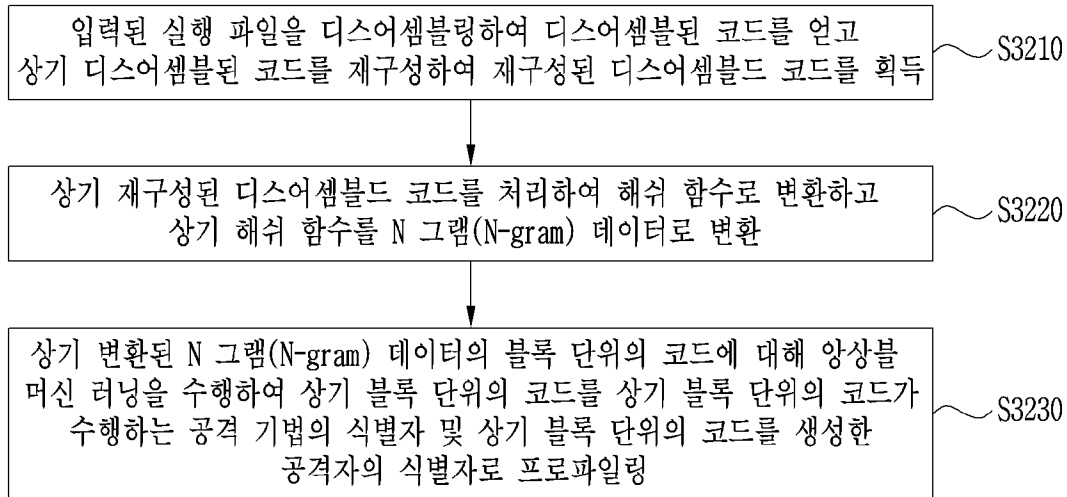 입력된 실행 파일을 디스어셈블링하여 디스어셈블된 코드를 얻고
상기 디스어셈블된 코드를 재구성하여 재구성된 디스어셈블드 코드를 획득
S3210
상기 재구성된 디스어셈블드 코드를 처리하여 해쉬 함수로 변환하고
상기 해쉬 함수를 N 그램(N-gram) 데이터로 변환
S3220
상기 변환된 N 그램(N-gram) 데이터의 블록 단위의 코드에 대해 앙상블
머신 러닝을 수행하여 상기 블록 단위의 코드를 상기 블록 단위의 코드가
수행하는 공격 기법의 식별자 및 상기 블록 단위의 코드를 생성한
공격자의 식별자로 프로파일링
S3230